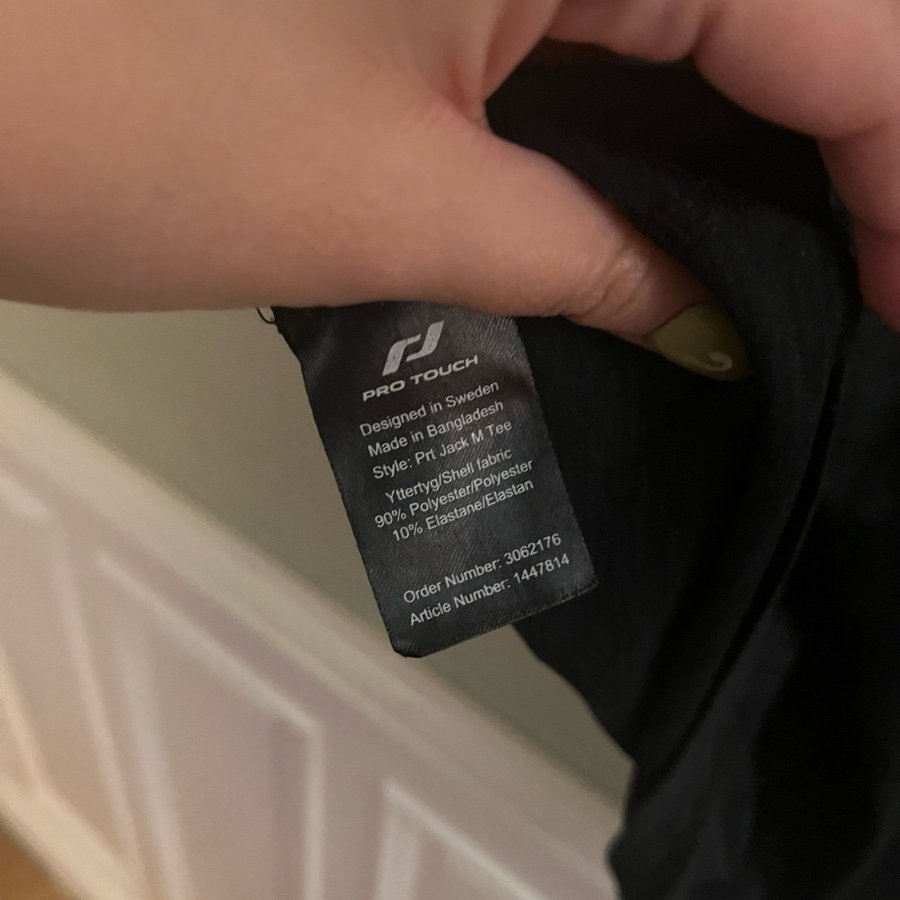 PRO TOUCH
Designed in Sweden
Made in Bangladesh
Style: Prt Jack M Tee
Yttertyg/Shell fabric
90% Polyester/Polyester
10% Elastane/Elastan
Order Number: 3062176
Article Number: 1447814